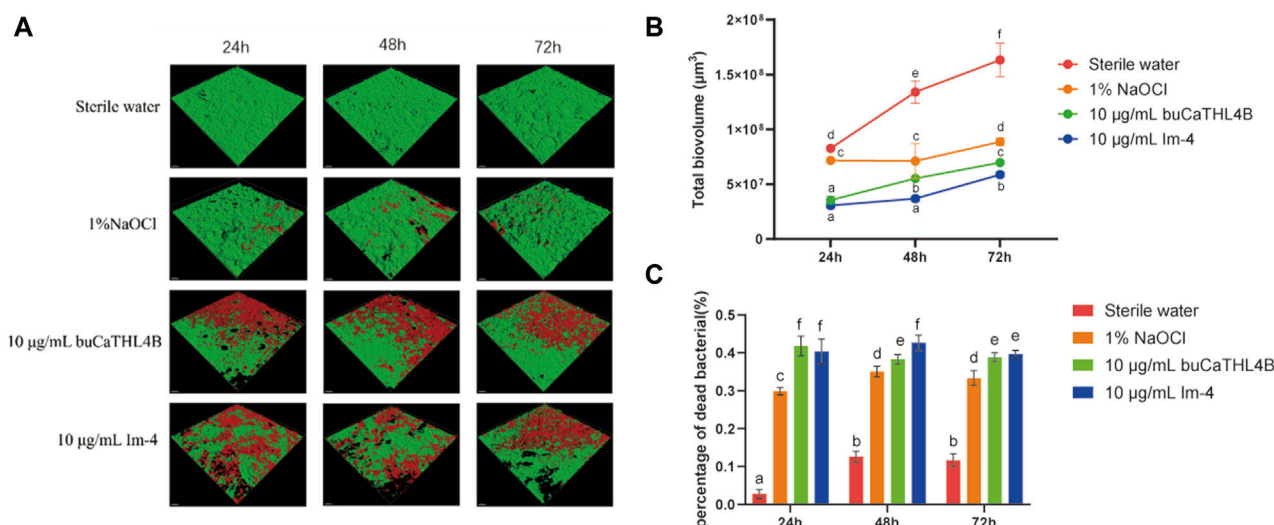 A
24h
48h
72h
Sterile water
1%NaOCl
10 μg/mL buCaTHL4B
10 μg/mL Im-4
B
Total biovolume (μm³)
2×10⁸
1.5×10⁸
1×10⁸
5×10⁷
0
d
c
a
a
e
c
b
a
f
d
c
b
24h
48h
72h
Sterile water
1% NaOCl
10 μg/mL buCaTHL4B
10 μg/mL Im-4
C
percentage of dead bacterial(%)
0.5
0.4
0.3
0.2
0.1
0.0
a
c
f
f
b
d
e
f
b
d
e
e
24h
48h
72h
Sterile water
1% NaOCl
10 μg/mL buCaTHL4B
10 μg/mL Im-4